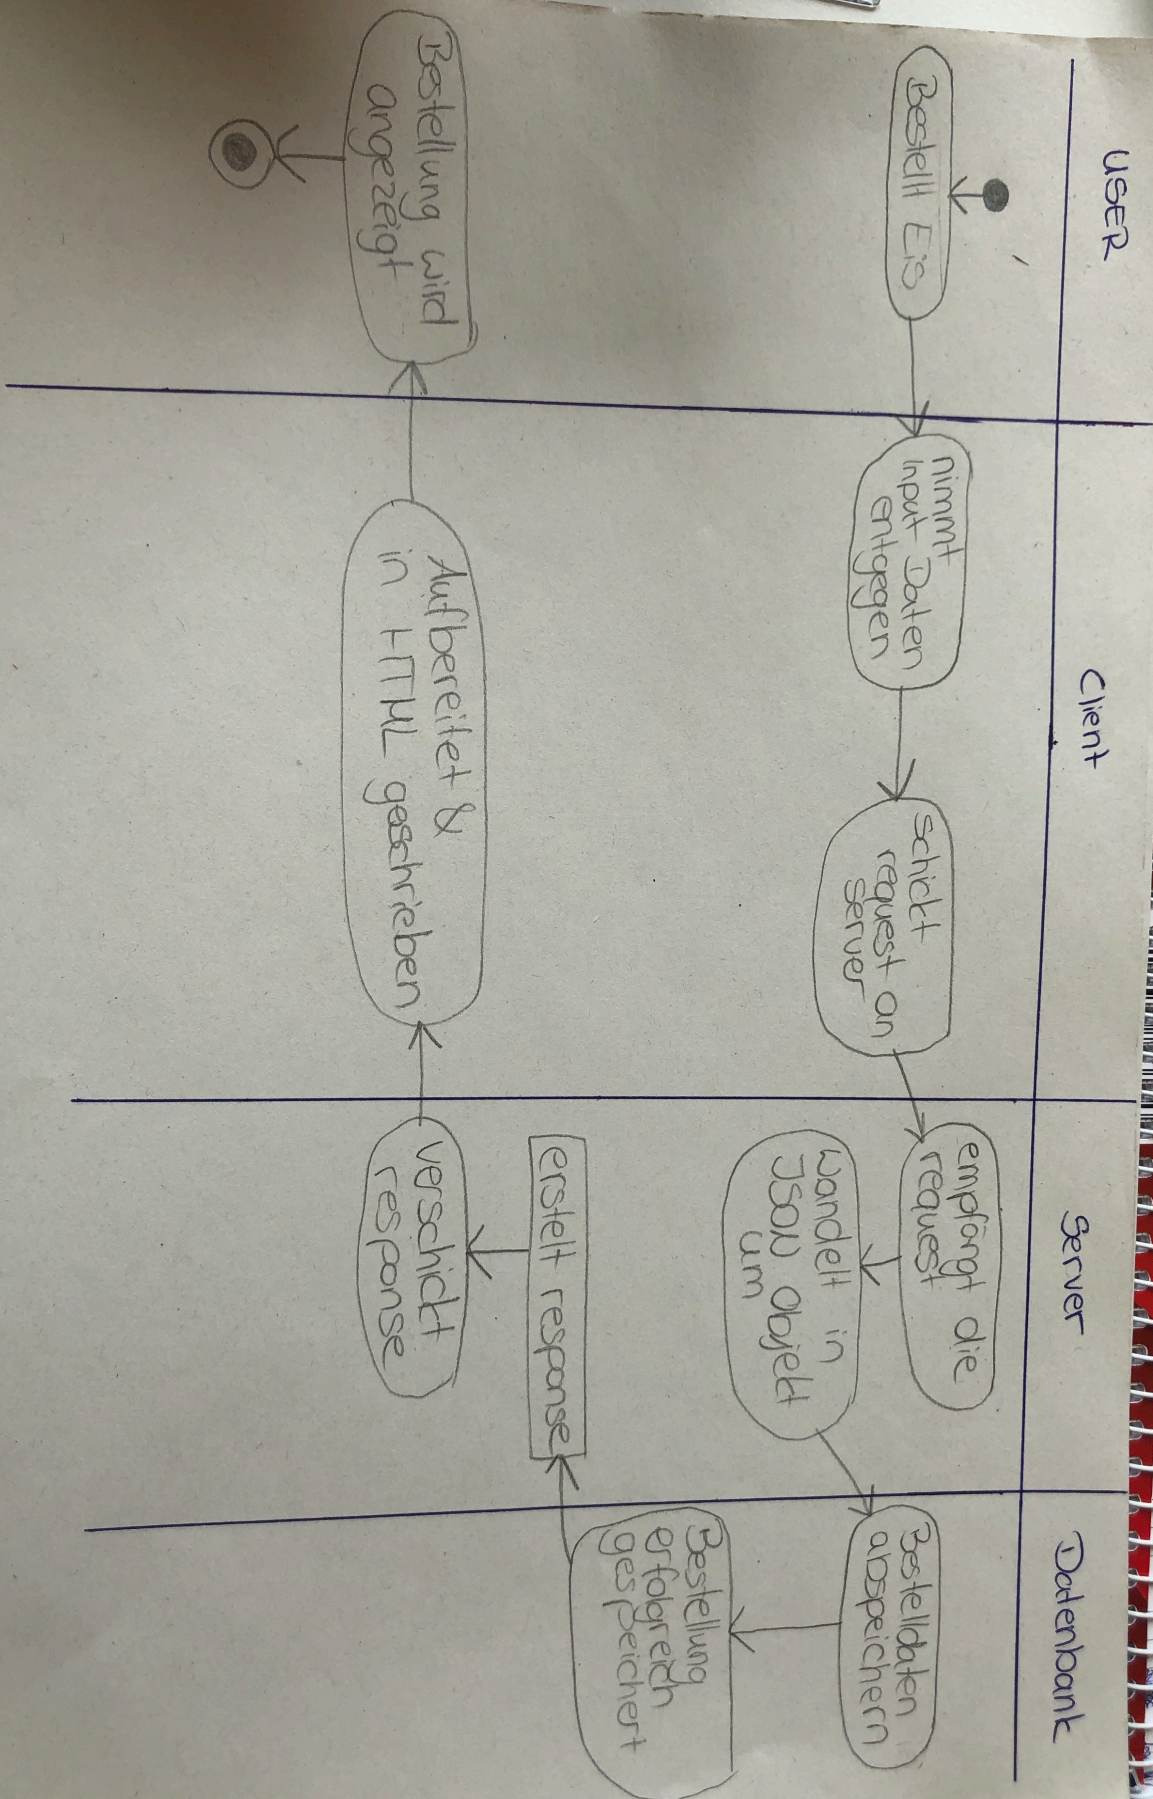 USER
Client
Server
Datenbank
Bestellt Eis
nimmt
Input Daten
entgegen
schickt
request an
server
empfängt die
request
wandelt in
JSON Objekt
um
Bestelldaten
abspeichern
Bestellung
erfolgreich
gespeichert
erstelt response
verschickt
response
Aufbereitet &
in HTML geschrieben
Bestellung wird
angezeigt